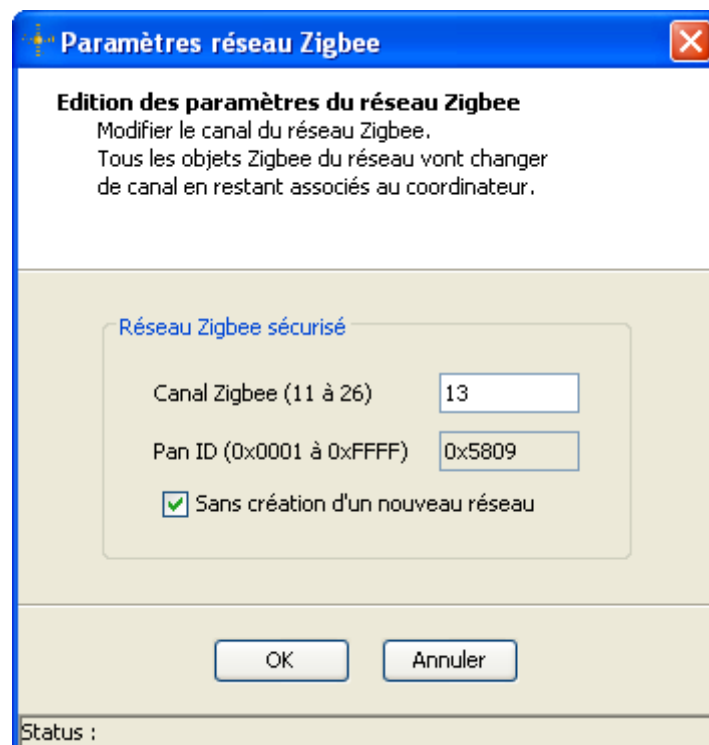 Paramètres réseau Zigbee
Edition des paramètres du réseau Zigbee
Modifier le canal du réseau Zigbee.
Tous les objets Zigbee du réseau vont changer
de canal en restant associés au coordinateur.
Réseau Zigbee sécurisé
Canal Zigbee (11 à 26) 13
Pan ID (0x0001 à 0xFFFF) 0x5809
Sans création d'un nouveau réseau
OK Annuler
Status :